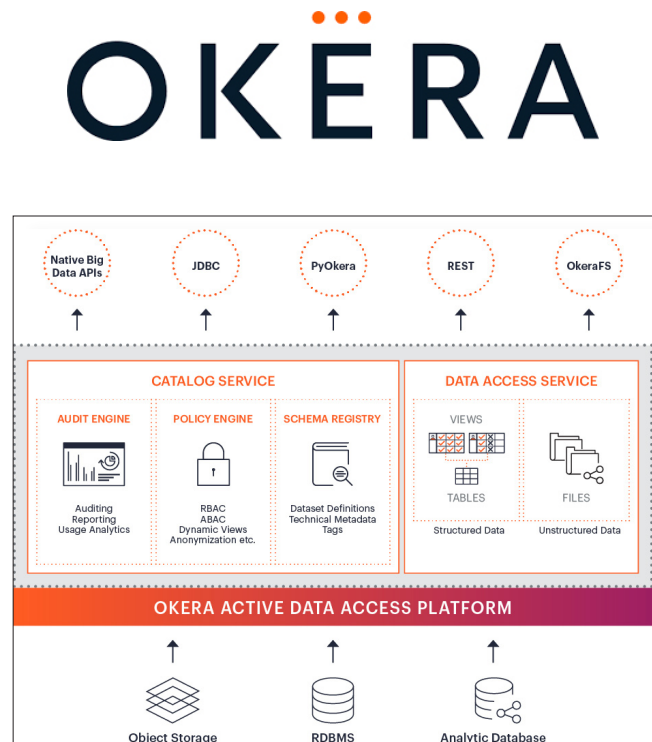 OKERA
Native Big
Data APIs
JDBC
PyOkera
REST
OkeraFS
CATALOG SERVICE
DATA ACCESS SERVICE
AUDIT ENGINE
POLICY ENGINE
SCHEMA REGISTRY
VIEWS
TABLES
FILES
Auditing
Reporting
Usage Analytics
RBAC
ABAC
Dynamic Views
Anonymization etc.
Dataset Definitions
Technical Metadata
Tags
Structured Data
Unstructured Data
OKERA ACTIVE DATA ACCESS PLATFORM
Object Storage
RDBMS
Analytic Database